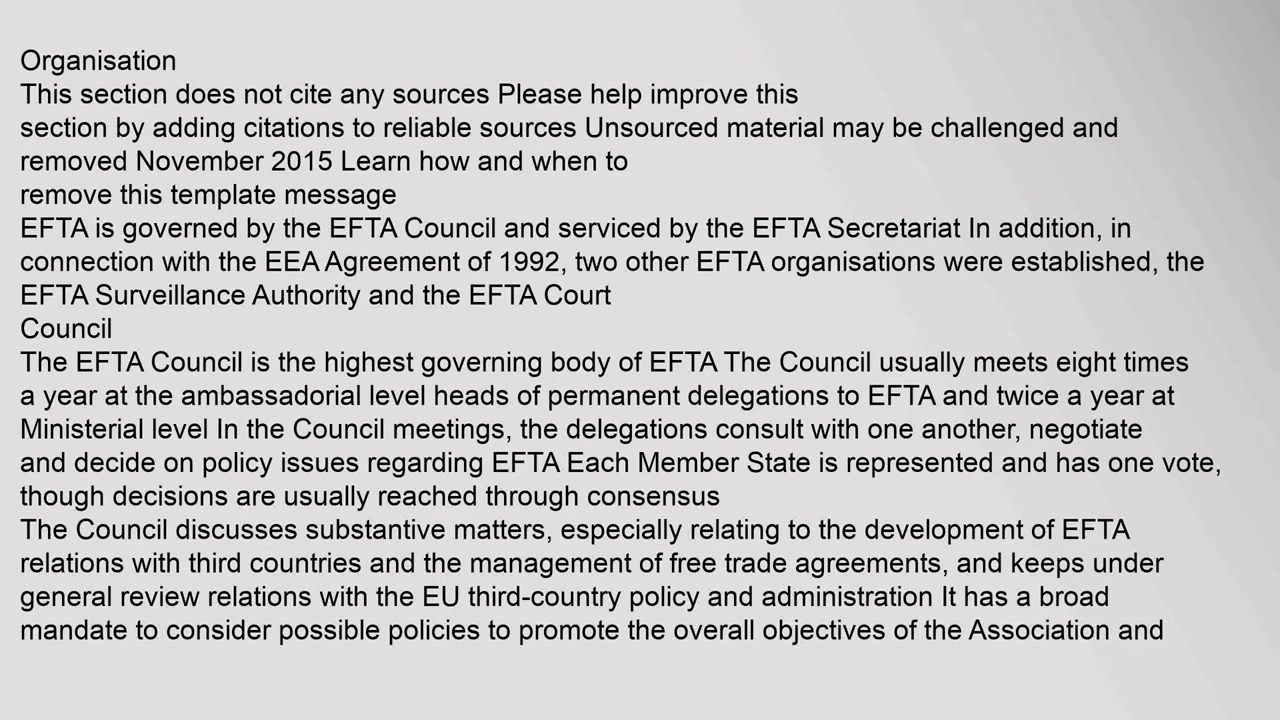 Organisation
This section does not cite any sources Please help improve this
section by adding citations to reliable sources Unsourced material may be challenged and
removed November 2015 Learn how and when to
remove this template message
EFTA is governed by the EFTA Council and serviced by the EFTA Secretariat In addition, in
connection with the EEA Agreement of 1992, two other EFTA organisations were established, the
EFTA Surveillance Authority and the EFTA Court
Council
The EFTA Council is the highest governing body of EFTA The Council usually meets eight times
a year at the ambassadorial level heads of permanent delegations to EFTA and twice a year at
Ministerial level In the Council meetings, the delegations consult with one another, negotiate
and decide on policy issues regarding EFTA Each Member State is represented and has one vote,
though decisions are usually reached through consensus
The Council discusses substantive matters, especially relating to the development of EFTA
relations with third countries and the management of free trade agreements, and keeps under
general review relations with the EU third-country policy and administration It has a broad
mandate to consider possible policies to promote the overall objectives of the Association and